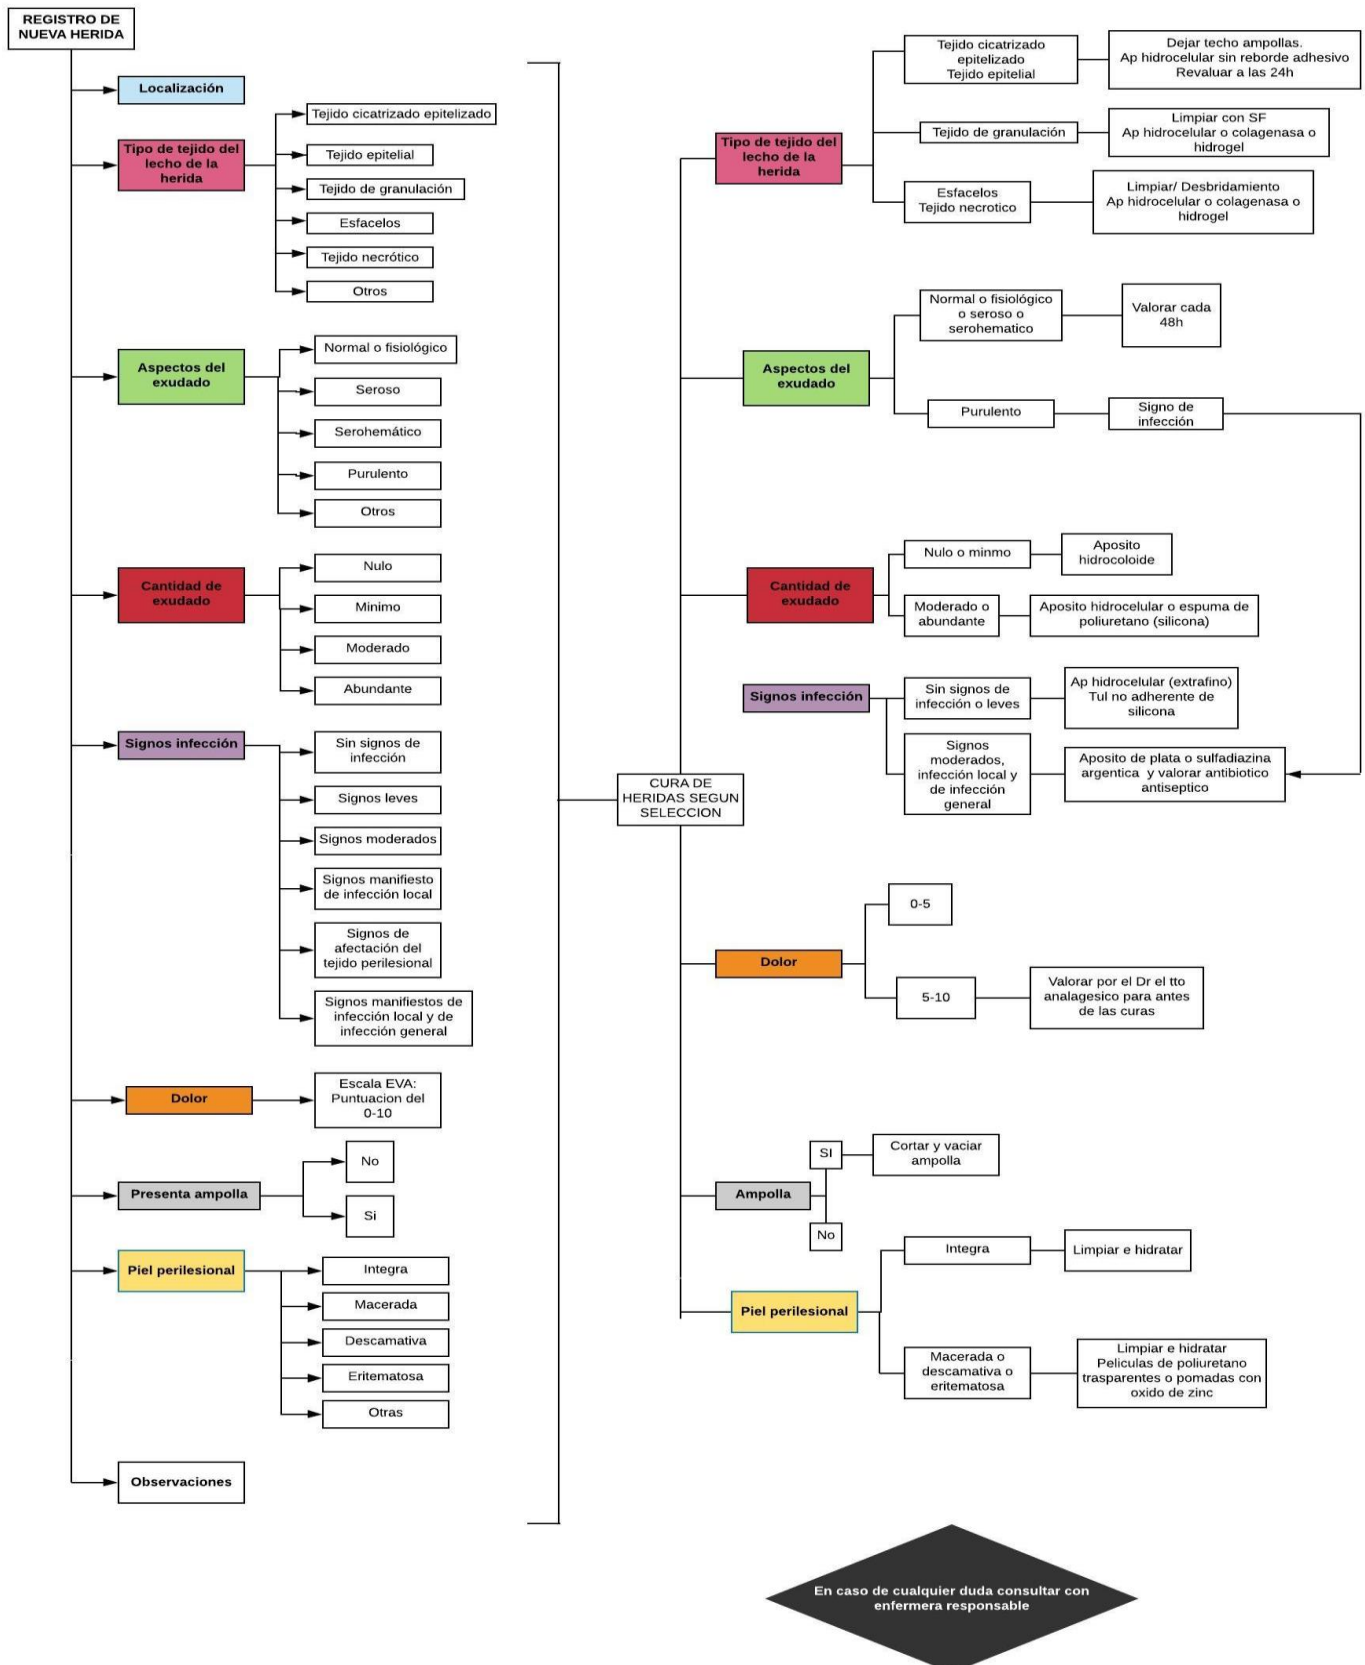 REGISTRO DE
NUEVA HERIDA
Localización
Tipo de tejido del
lecho de la
herida
Tejido cicatrizado epitelizado
Tejido epitelial
Tejido de granulación
Esfacelos
Tejido necrótico
Otros
Aspectos del
exudado
Normal o fisiológico
Seroso
Serohemático
Purulento
Otros
Cantidad de
exudado
Nulo
Minimo
Moderado
Abundante
Signos infección
Sin signos de
infección
Signos leves
Signos moderados
Signos manifiesto
de infección local
Signos de
afectación del
tejido perilesional
Signos manifiestos de
infección local y de
infección general
Dolor
Escala EVA:
Puntuacion del
0-10
Presenta ampolla
No
Si
Piel perilesional
Integra
Macerada
Descamativa
Eritematosa
Otras
Observaciones
CURA DE
HERIDAS SEGUN
SELECCION
Tipo de tejido del
lecho de la
herida
Tejido cicatrizado
epitelizado
Tejido epitelial
Dejar techo ampollas.
Ap hidrocelular sin reborde adhesivo
Revaluar a las 24h
Tejido de granulación
Limpiar con SF
Ap hidrocelular o colagenasa o
hidrogel
Esfacelos
Tejido necrotico
Limpiar/ Desbridamiento
Ap hidrocelular o colagenasa o
hidrogel
Aspectos del
exudado
Normal o fisiológico
o seroso o
serohematico
Valorar cada
48h
Purulento
Signo de
infección
Cantidad de
exudado
Nulo o minmo
Aposito
hidrocoloide
Moderado o
abundante
Aposito hidrocelular o espuma de
poliuretano (silicona)
Signos infección
Sin signos de
infección o leves
Ap hidrocelular (extrafino)
Tul no adherente de
silicona
Signos
moderados,
infección local y
de infección
general
Aposito de plata o sulfadiazina
argentica y valorar antibiotico
antiseptico
Dolor
0-5
5-10
Valorar por el Dr el tto
analagesico para antes
de las curas
Ampolla
SI
Cortar y vaciar
ampolla
No
Piel perilesional
Integra
Limpiar e hidratar
Macerada o
descamativa o
eritematosa
Limpiar e hidratar
Peliculas de poliuretano
trasparentes o pomadas con
oxido de zinc
En caso de cualquier duda consultar con
enfermera responsable